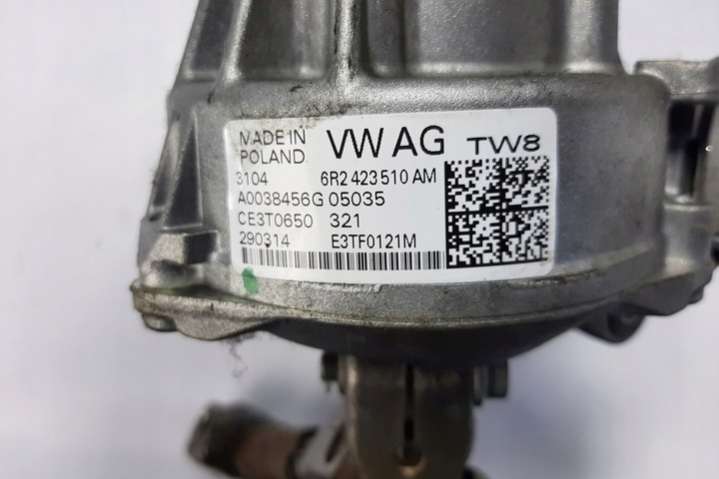 MADE IN POLAND VW AG TW8
3104 6R2 423 510 AM
A0038456G 05035
CE3T0650 321
290314 E3TF0121M